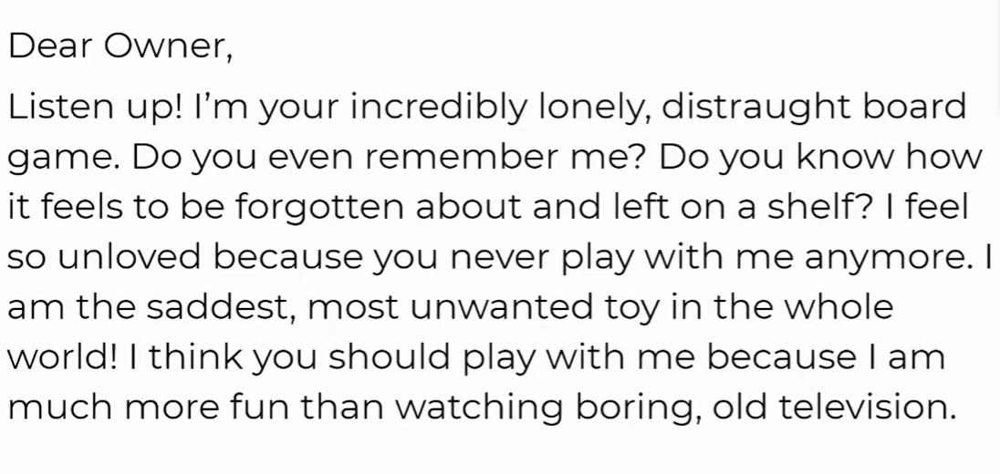 Dear Owner,
Listen up! I’m your incredibly lonely, distraught board
game. Do you even remember me? Do you know how
it feels to be forgotten about and left on a shelf? I feel
so unloved because you never play with me anymore. I
am the saddest, most unwanted toy in the whole
world! I think you should play with me because I am
much more fun than watching boring, old television.